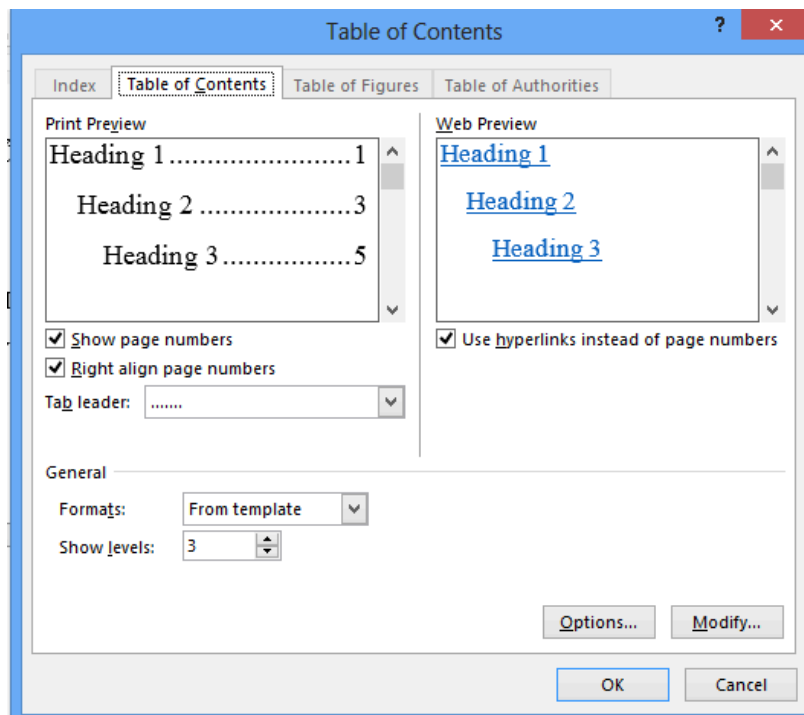 Table of Contents ?
Index Table of Contents Table of Figures Table of Authorities
Print Preview
Heading 1........................1
Heading 2 ......................3
Heading 3...................5
Show page numbers
Right align page numbers
Tab leader: .......
Web Preview
Heading 1
Heading 2
Heading 3
Use hyperlinks instead of page numbers
General
Formats: From template
Show levels: 3
Options... Modify...
OK Cancel